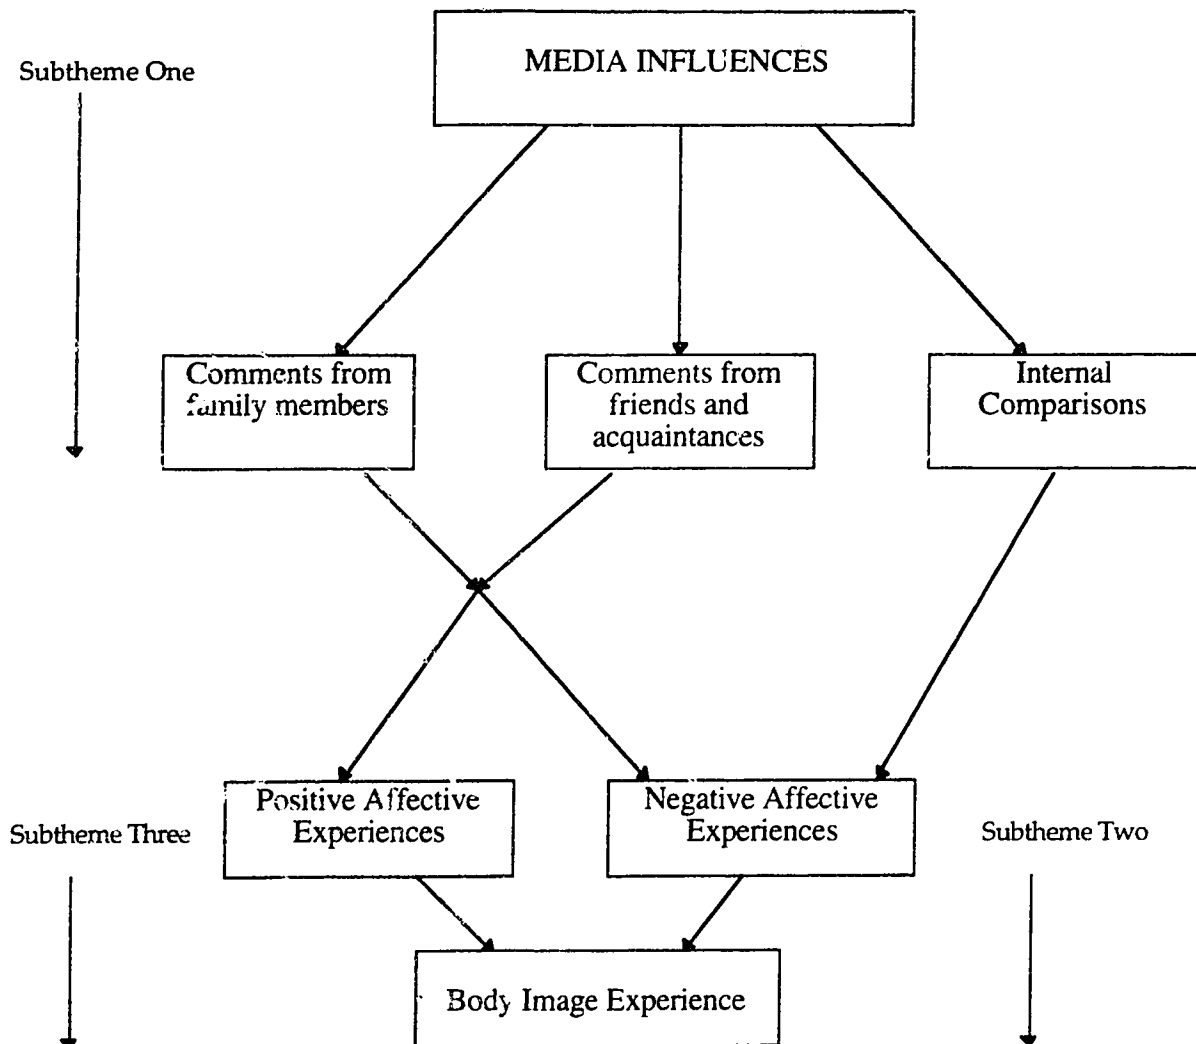 MEDIA INFLUENCES
Subtheme One
Comments from
family members
Comments from
friends and
acquaintances
Internal
Comparisons
Positive Affective
Experiences
Negative Affective
Experiences
Subtheme Three
Subtheme Two
Body Image Experience